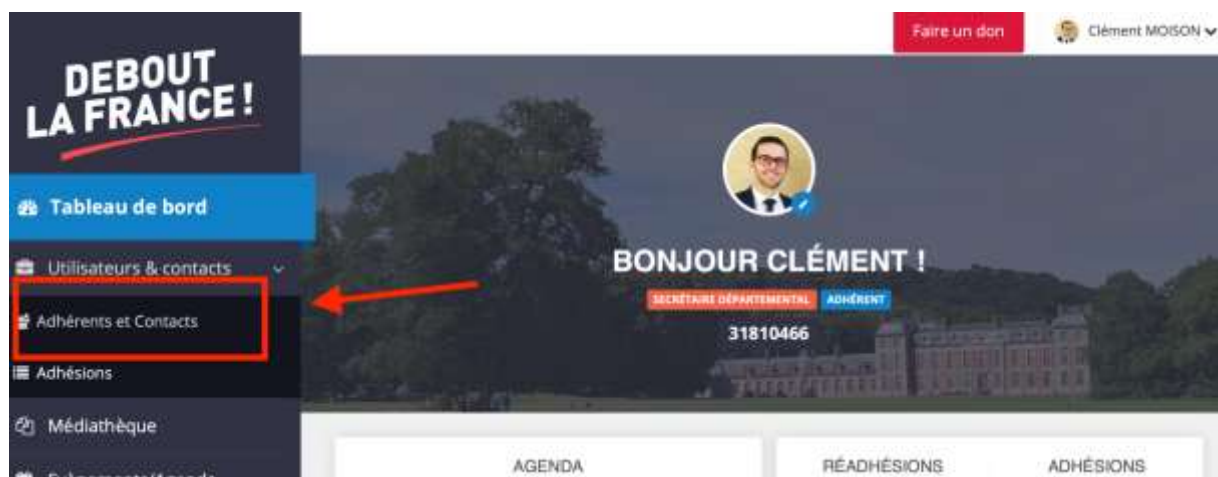 Faire un don
Clément MOISON
DEBOUT
LA FRANCE !
Tableau de bord
Utilisateurs & contacts
Adhérents et Contacts
Adhésions
Médiathèque
BONJOUR CLÉMENT !
SECRÉTAIRE DÉPARTEMENTAL ADHÉRENT
31810466
AGENDA
RÉADHÉSIONS
ADHÉSIONS